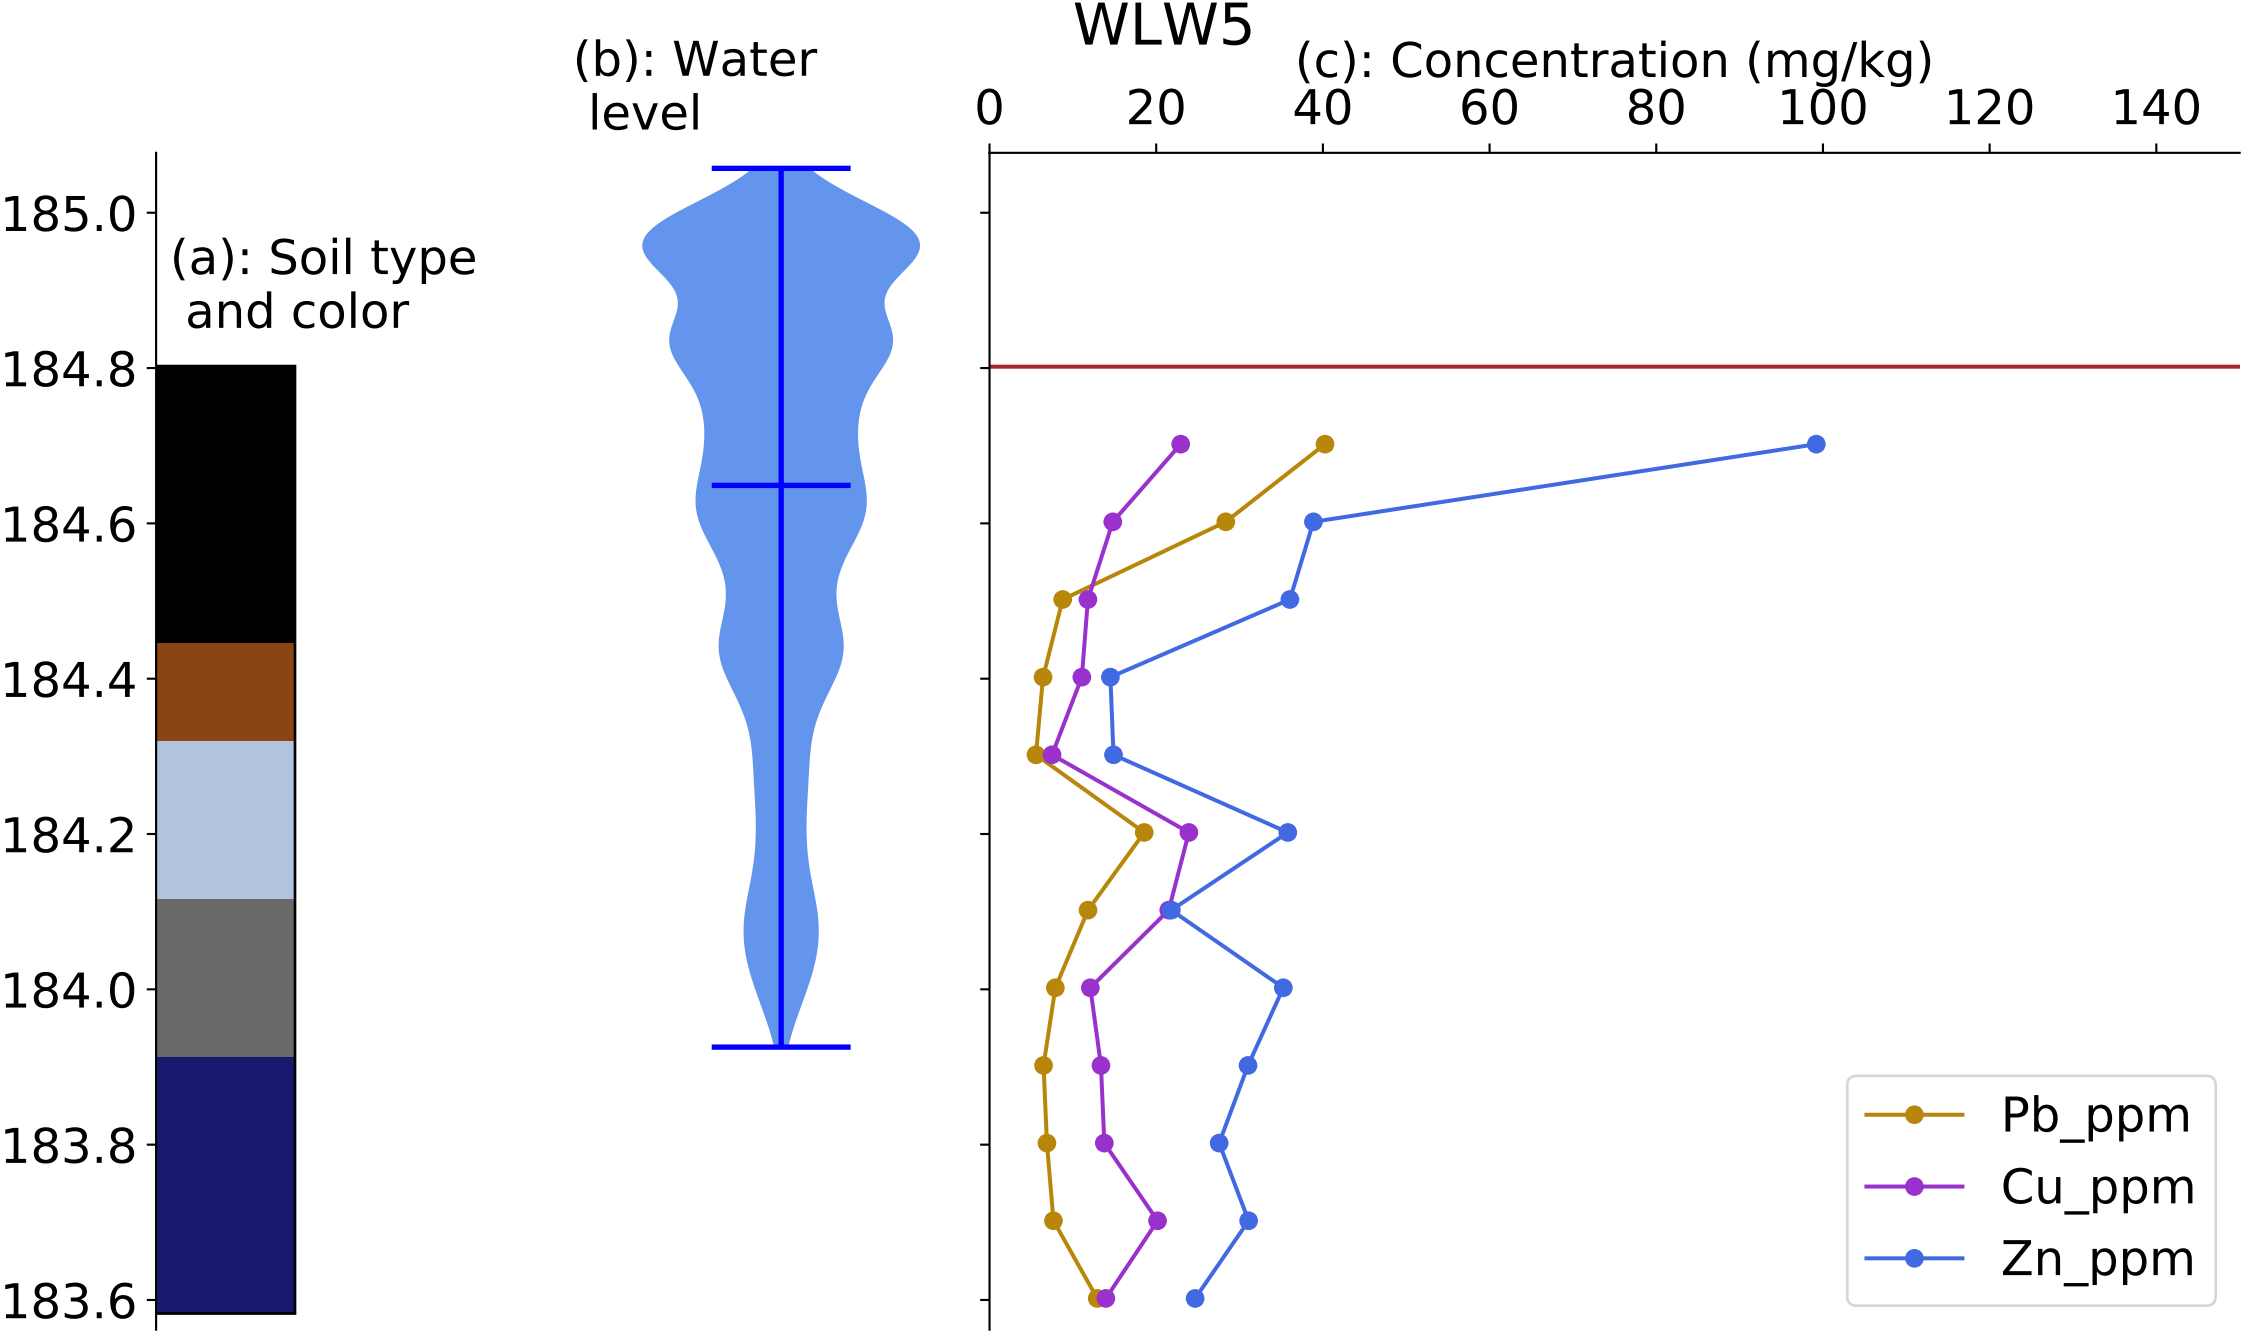 WLW5
(b): Water
level
(c): Concentration (mg/kg)
0 20 40 60 80 100 120 140
(a): Soil type
and color
185.0
184.8
184.6
184.4
184.2
184.0
183.8
183.6
Pb_ppm
Cu_ppm
Zn_ppm